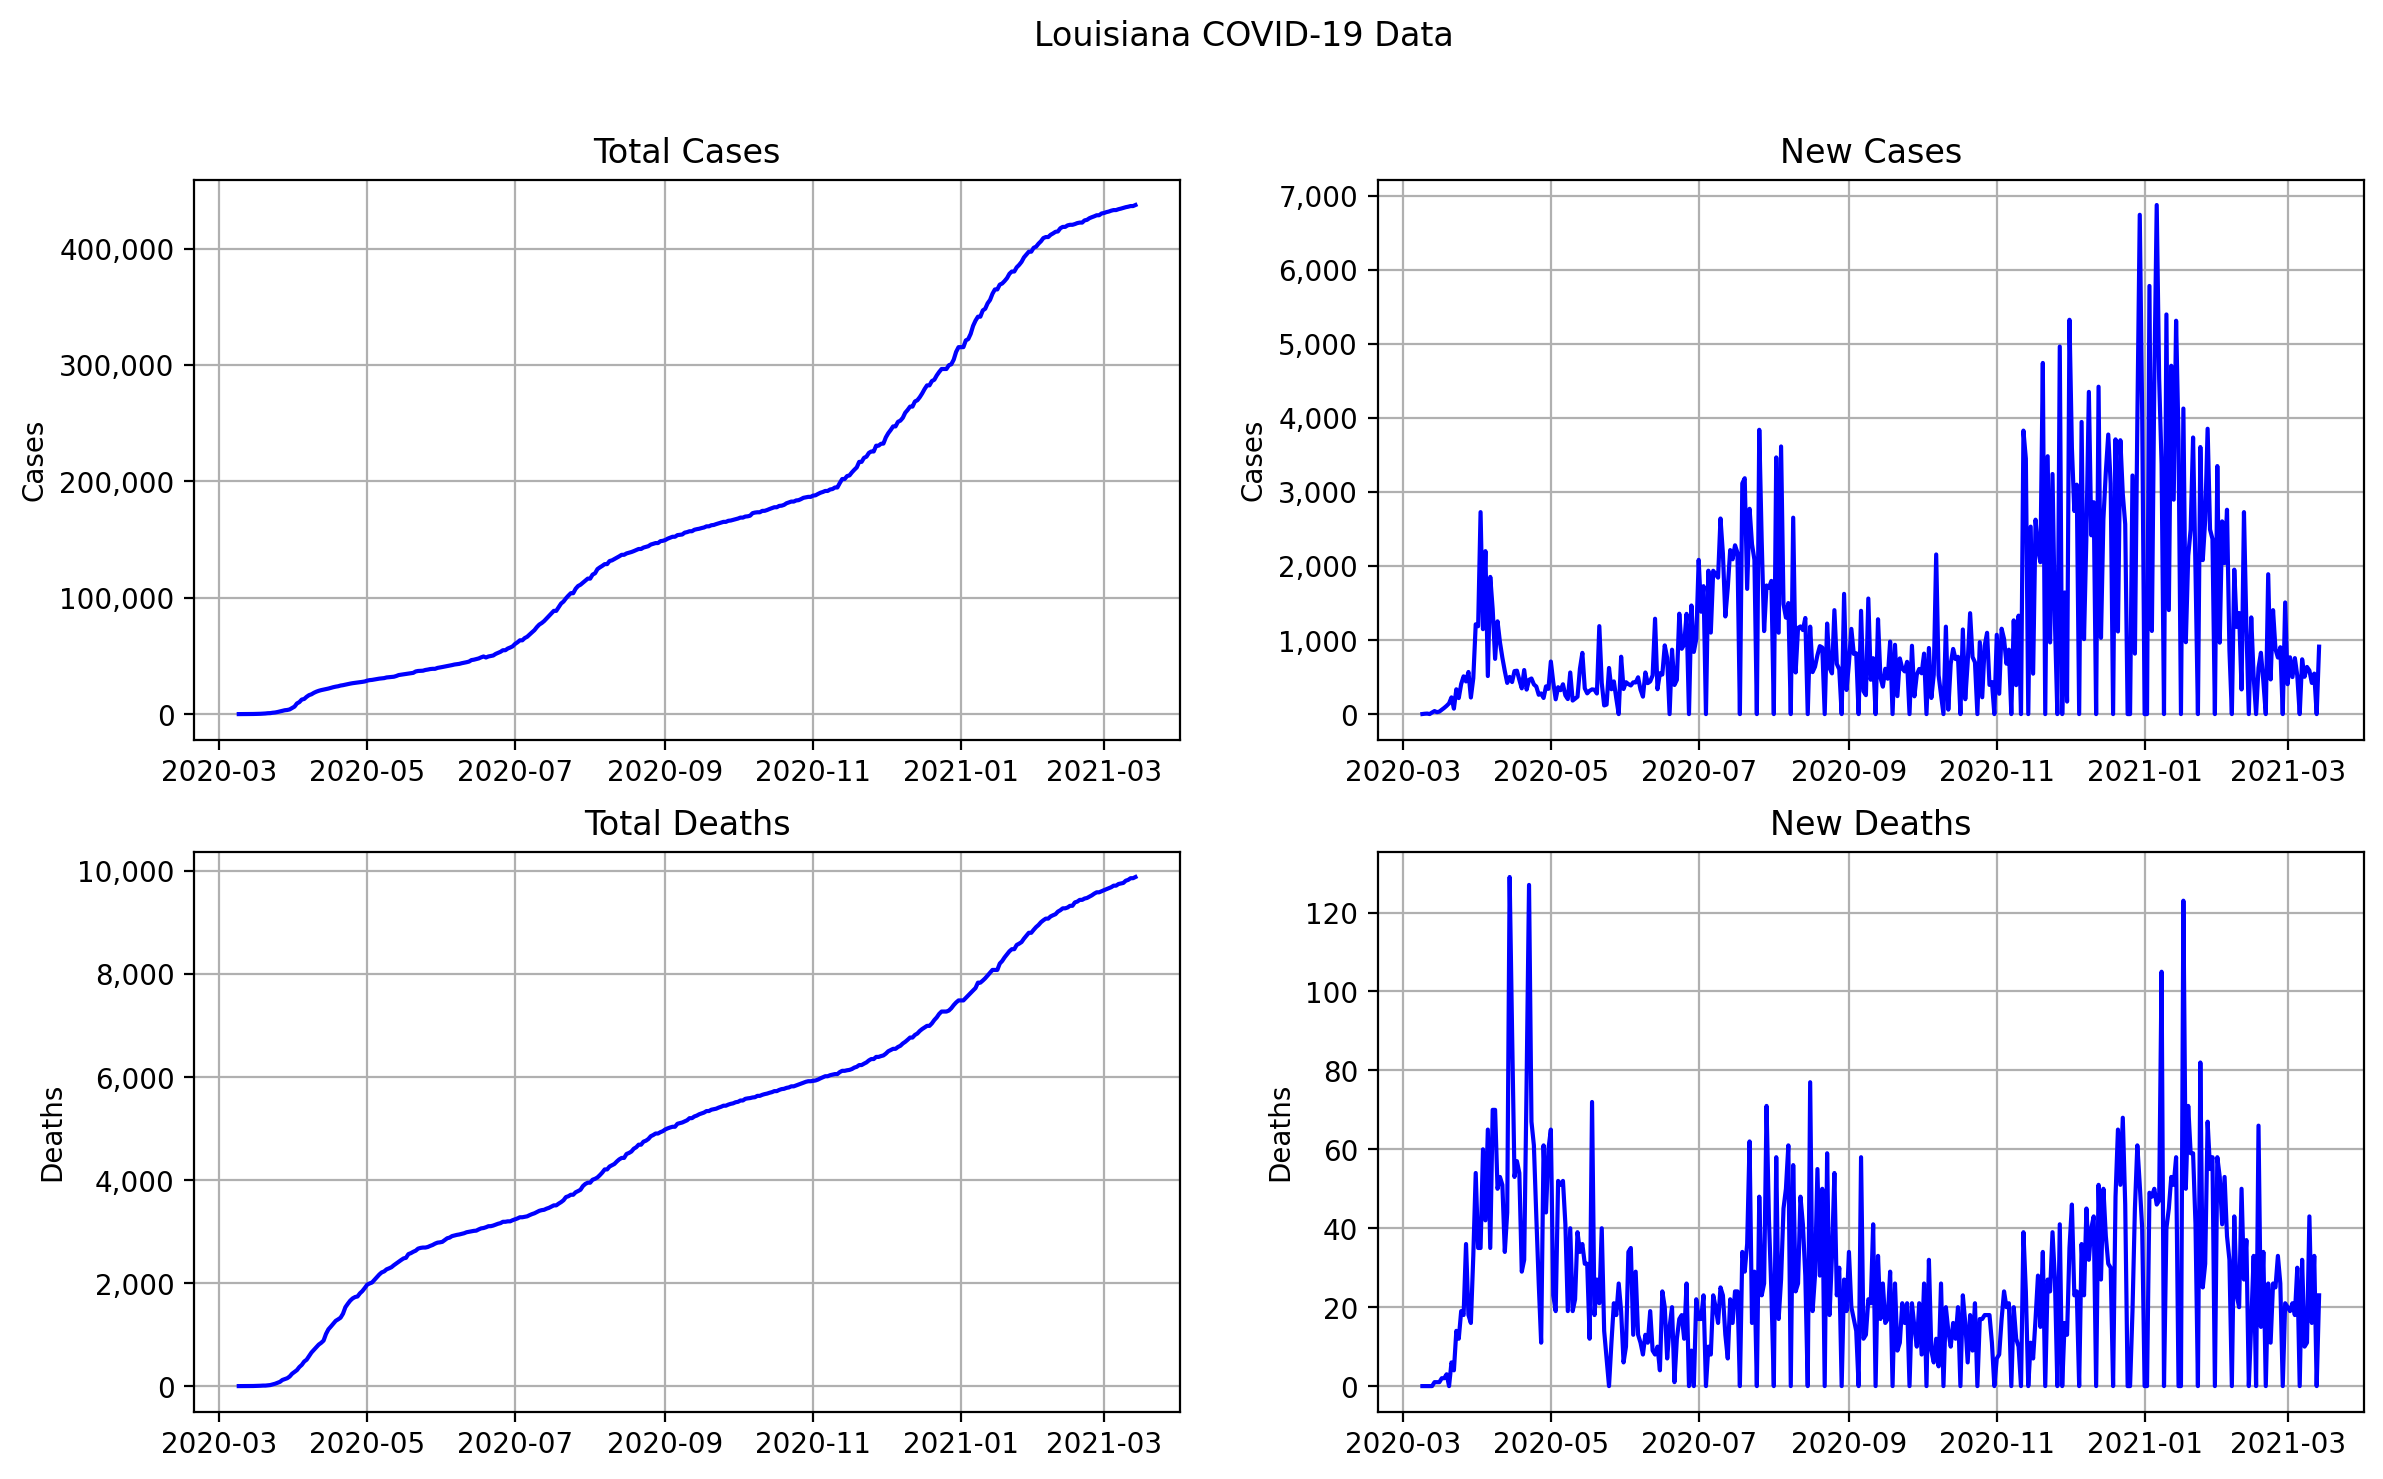 Louisiana COVID-19 Data
Total Cases
Cases
400,000
300,000
200,000
100,000
0
2020-03 2020-05 2020-07 2020-09 2020-11 2021-01 2021-03
New Cases
Cases
7,000
6,000
5,000
4,000
3,000
2,000
1,000
0
2020-03 2020-05 2020-07 2020-09 2020-11 2021-01 2021-03
Total Deaths
Deaths
10,000
8,000
6,000
4,000
2,000
0
2020-03 2020-05 2020-07 2020-09 2020-11 2021-01 2021-03
New Deaths
Deaths
120
100
80
60
40
20
0
2020-03 2020-05 2020-07 2020-09 2020-11 2021-01 2021-03